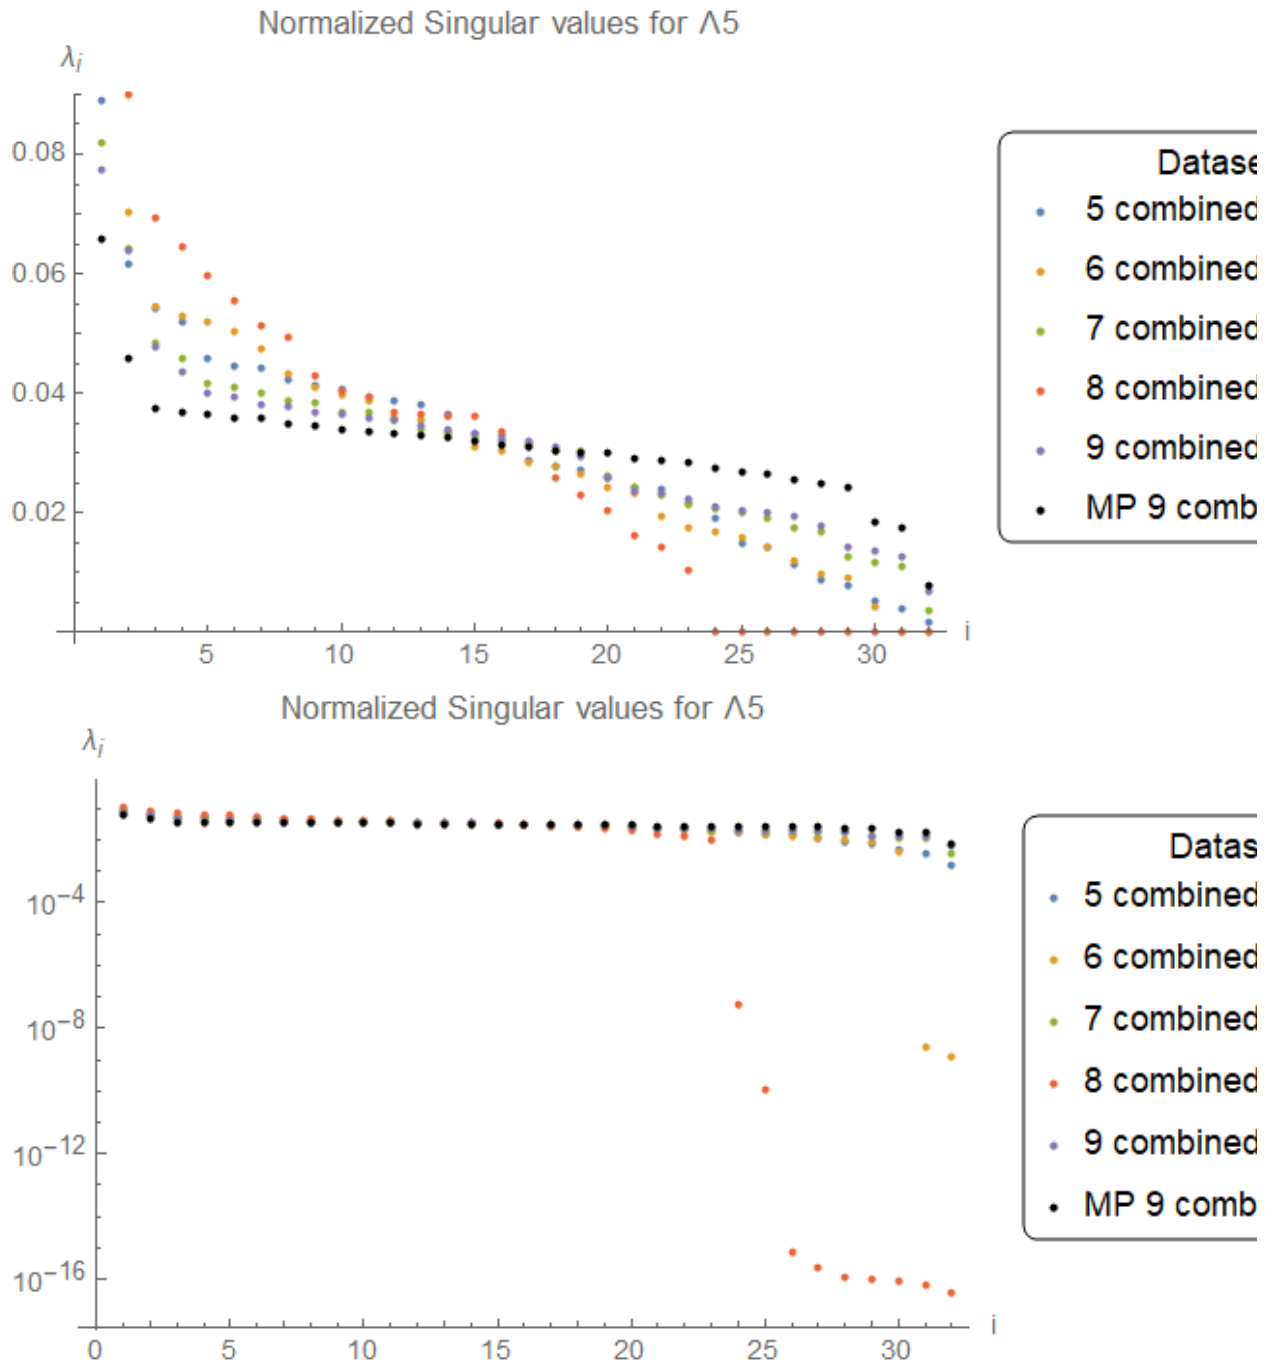 Normalized Singular values for Λ5
λi
0.08
0.06
0.04
0.02
5 10 15 20 25 30 i
Datase
5 combined
6 combined
7 combined
8 combined
9 combined
MP 9 comb
Normalized Singular values for Λ5
λi
10−4
10−8
10−12
10−16
0 5 10 15 20 25 30 i
Datas
5 combined
6 combined
7 combined
8 combined
9 combined
MP 9 comb